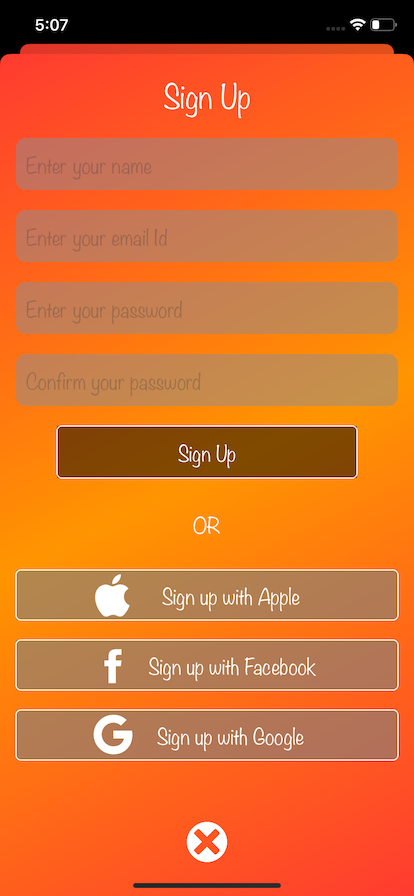 5:07
Sign Up
Enter your name
Enter your email Id
Enter your password
Confirm your password
Sign Up
OR
Sign up with Apple
Sign up with Facebook
Sign up with Google